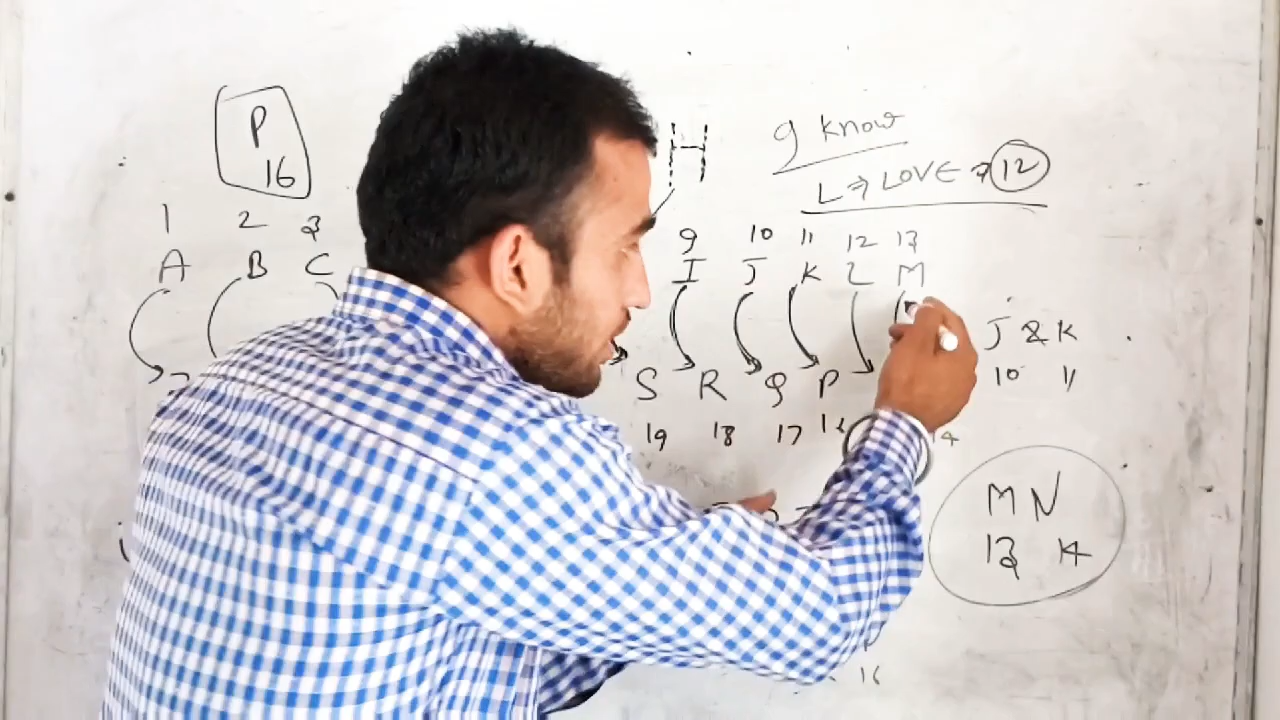 P
16
H
I know
L ⇒ LOVE → 12
1 2 3 9 10 11 12 13
A B C I J K L M
J & K
10 11
S R Q P
19 18 17
M N
13 14
16